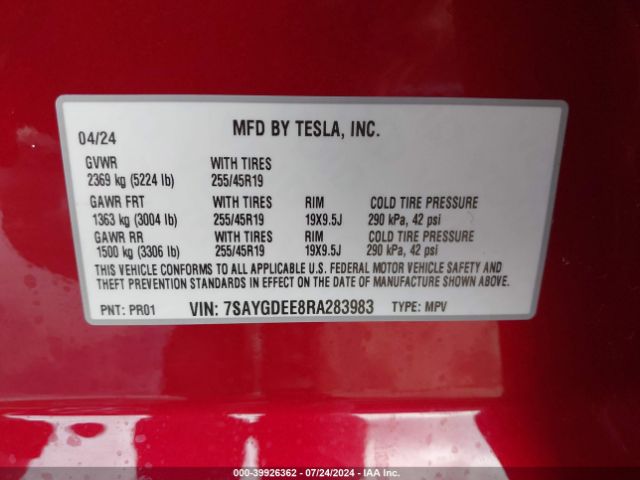 04/24
MFD BY TESLA, INC.
GVWR WITH TIRES
2369 kg (5224 lb) 255/45R19
GAWR FRT WITH TIRES RIM COLD TIRE PRESSURE
1363 kg (3004 lb) 255/45R19 19X9.5J 290 kPa, 42 psi
GAWR RR WITH TIRES RIM COLD TIRE PRESSURE
1500 kg (3306 lb) 255/45R19 19X9.5J 290 kPa, 42 psi
THIS VEHICLE CONFORMS TO ALL APPLICABLE U.S. FEDERAL MOTOR VEHICLE SAFETY AND
THEFT PREVENTION STANDARDS IN EFFECT ON THE DATE OF MANUFACTURE SHOWN ABOVE.
PNT: PR01 VIN: 7SAYGDEE8RA283983 TYPE: MPV
000-39926362 - 07/24/2024 - IAA Inc.